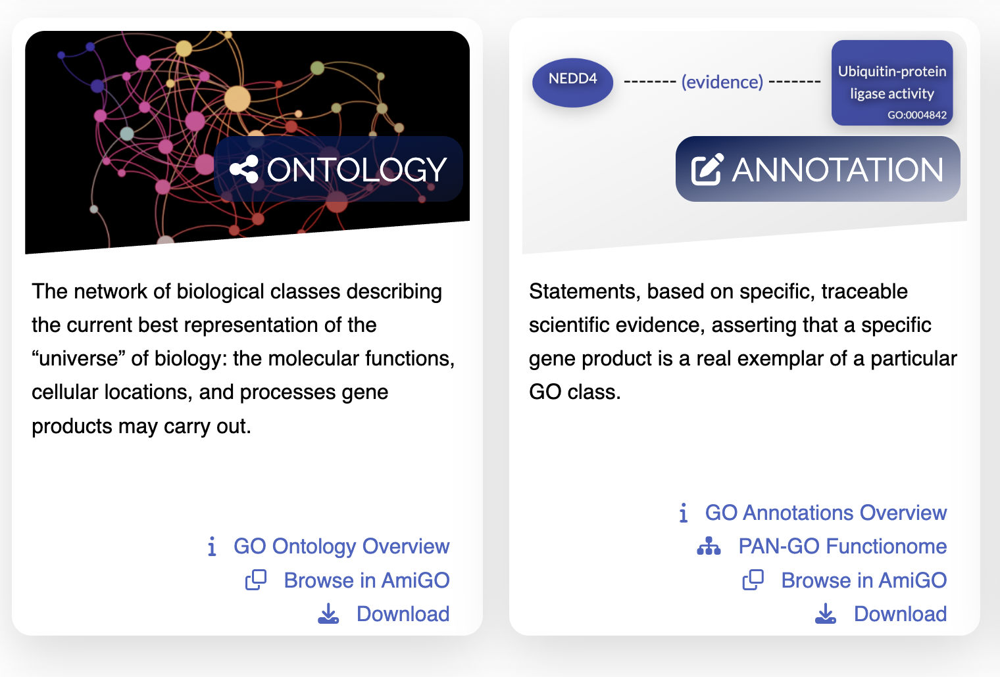 ONTOLOGY
The network of biological classes describing
the current best representation of the
“universe” of biology: the molecular functions,
cellular locations, and processes gene
products may carry out.
GO Ontology Overview
Browse in AmiGO
Download
NEDD4
(evidence)
Ubiquitin-protein
ligase activity
GO:0004842
ANNOTATION
Statements, based on specific, traceable
scientific evidence, asserting that a specific
gene product is a real exemplar of a particular
GO class.
GO Annotations Overview
PAN-GO Functionome
Browse in AmiGO
Download